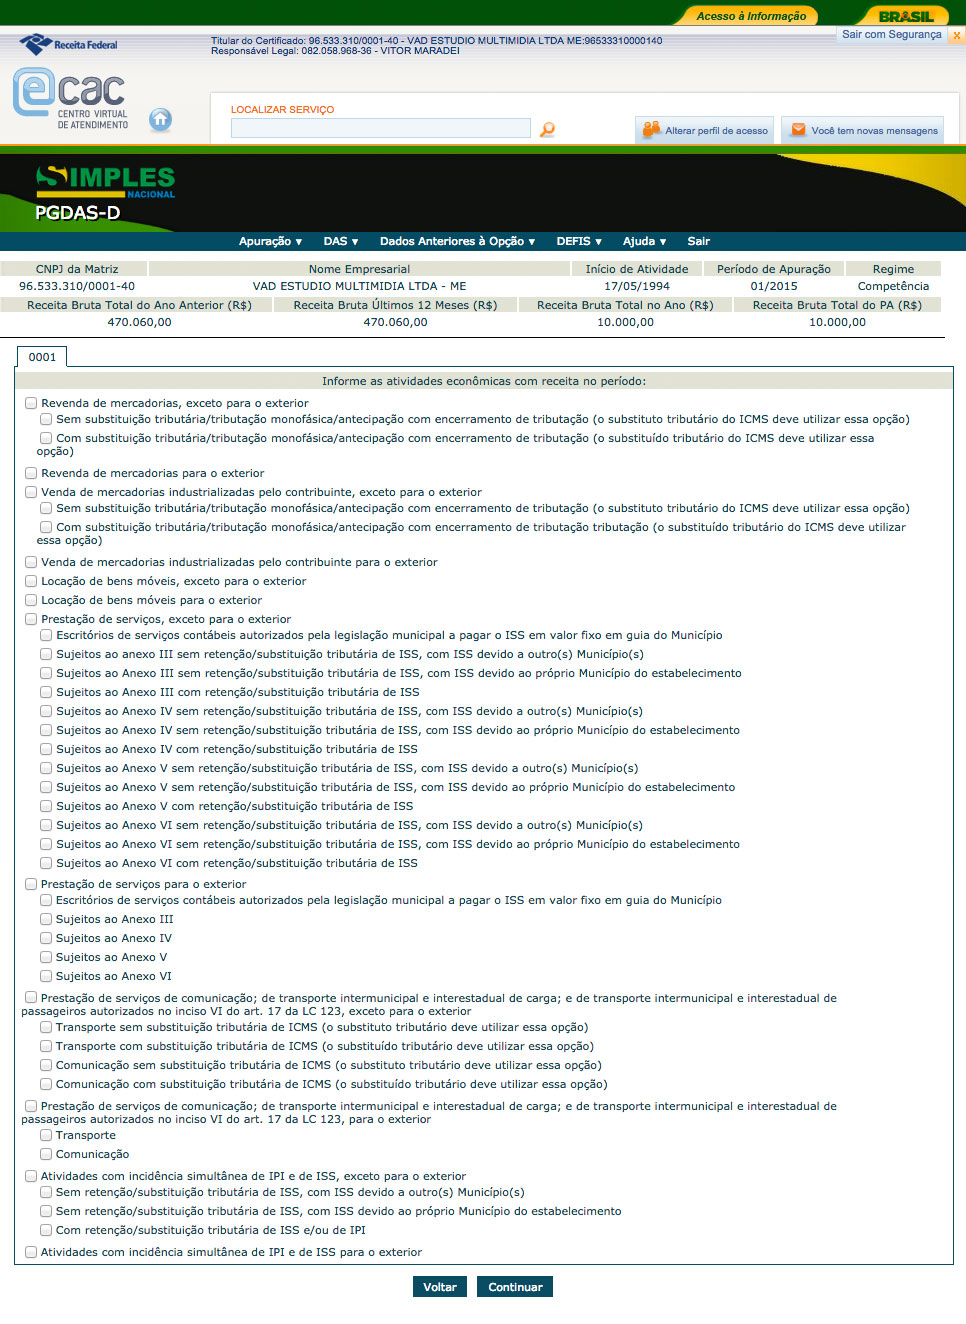 Acesso à Informação
BRASIL
Receita Federal
Titular do Certificado: 96.533.310/0001-40 - VAD ESTUDIO MULTIMIDIA LTDA ME:96533310000140
Responsável Legal: 082.058.968-36 - VITOR MARADEI
Sair com Segurança x
ecac
CENTRO VIRTUAL
DE ATENDIMENTO
LOCALIZAR SERVIÇO
Alterar perfil de acesso
Você tem novas mensagens
SIMPLES
NACIONAL
PGDAS-D
Apuração ▼ DAS ▼ Dados Anteriores à Opção ▼ DEFIS ▼ Ajuda ▼ Sair
CNPJ da Matriz Nome Empresarial Início de Atividade Período de Apuração Regime
96.533.310/0001-40 VAD ESTUDIO MULTIMIDIA LTDA - ME 17/05/1994 01/2015 Competência
Receita Bruta Total do Ano Anterior (R$) Receita Bruta Últimos 12 Meses (R$) Receita Bruta Total no Ano (R$) Receita Bruta Total do PA (R$)
470.060,00 470.060,00 10.000,00 10.000,00
0001
Informe as atividades econômicas com receita no período:
Revenda de mercadorias, exceto para o exterior
Sem substituição tributária/tributação monofásica/antecipação com encerramento de tributação (o substituto tributário do ICMS deve utilizar essa opção)
Com substituição tributária/tributação monofásica/antecipação com encerramento de tributação (o substituído tributário do ICMS deve utilizar essa
opção)
Revenda de mercadorias para o exterior
Venda de mercadorias industrializadas pelo contribuinte, exceto para o exterior
Sem substituição tributária/tributação monofásica/antecipação com encerramento de tributação (o substituto tributário do ICMS deve utilizar essa opção)
Com substituição tributária/tributação monofásica/antecipação com encerramento de tributação tributação (o substituído tributário do ICMS deve utilizar
essa opção)
Venda de mercadorias industrializadas pelo contribuinte para o exterior
Locação de bens móveis, exceto para o exterior
Locação de bens móveis para o exterior
Prestação de serviços, exceto para o exterior
Escritórios de serviços contábeis autorizados pela legislação municipal a pagar o ISS em valor fixo em guia do Município
Sujeitos ao anexo III sem retenção/substituição tributária de ISS, com ISS devido a outro(s) Município(s)
Sujeitos ao Anexo III sem retenção/substituição tributária de ISS, com ISS devido ao próprio Município do estabelecimento
Sujeitos ao Anexo III com retenção/substituição tributária de ISS
Sujeitos ao Anexo IV sem retenção/substituição tributária de ISS, com ISS devido a outro(s) Município(s)
Sujeitos ao Anexo IV sem retenção/substituição tributária de ISS, com ISS devido ao próprio Município do estabelecimento
Sujeitos ao Anexo IV com retenção/substituição tributária de ISS
Sujeitos ao Anexo V sem retenção/substituição tributária de ISS, com ISS devido a outro(s) Município(s)
Sujeitos ao Anexo V sem retenção/substituição tributária de ISS, com ISS devido ao próprio Município do estabelecimento
Sujeitos ao Anexo V com retenção/substituição tributária de ISS
Sujeitos ao Anexo VI sem retenção/substituição tributária de ISS, com ISS devido a outro(s) Município(s)
Sujeitos ao Anexo VI sem retenção/substituição tributária de ISS, com ISS devido ao próprio Município do estabelecimento
Sujeitos ao Anexo VI com retenção/substituição tributária de ISS
Prestação de serviços para o exterior
Escritórios de serviços contábeis autorizados pela legislação municipal a pagar o ISS em valor fixo em guia do Município
Sujeitos ao Anexo III
Sujeitos ao Anexo IV
Sujeitos ao Anexo V
Sujeitos ao Anexo VI
Prestação de serviços de comunicação; de transporte intermunicipal e interestadual de carga; e de transporte intermunicipal e interestadual de
passageiros autorizados no inciso VI do art. 17 da LC 123, exceto para o exterior
Transporte sem substituição tributária de ICMS (o substituto tributário deve utilizar essa opção)
Transporte com substituição tributária de ICMS (o substituído tributário deve utilizar essa opção)
Comunicação sem substituição tributária de ICMS (o substituto tributário deve utilizar essa opção)
Comunicação com substituição tributária de ICMS (o substituído tributário deve utilizar essa opção)
Prestação de serviços de comunicação; de transporte intermunicipal e interestadual de carga; e de transporte intermunicipal e interestadual de
passageiros autorizados no inciso VI do art. 17 da LC 123, para o exterior
Transporte
Comunicação
Atividades com incidência simultânea de IPI e de ISS, exceto para o exterior
Sem retenção/substituição tributária de ISS, com ISS devido a outro(s) Município(s)
Sem retenção/substituição tributária de ISS, com ISS devido ao próprio Município do estabelecimento
Com retenção/substituição tributária de ISS e/ou de IPI
Atividades com incidência simultânea de IPI e de ISS para o exterior
Voltar Continuar